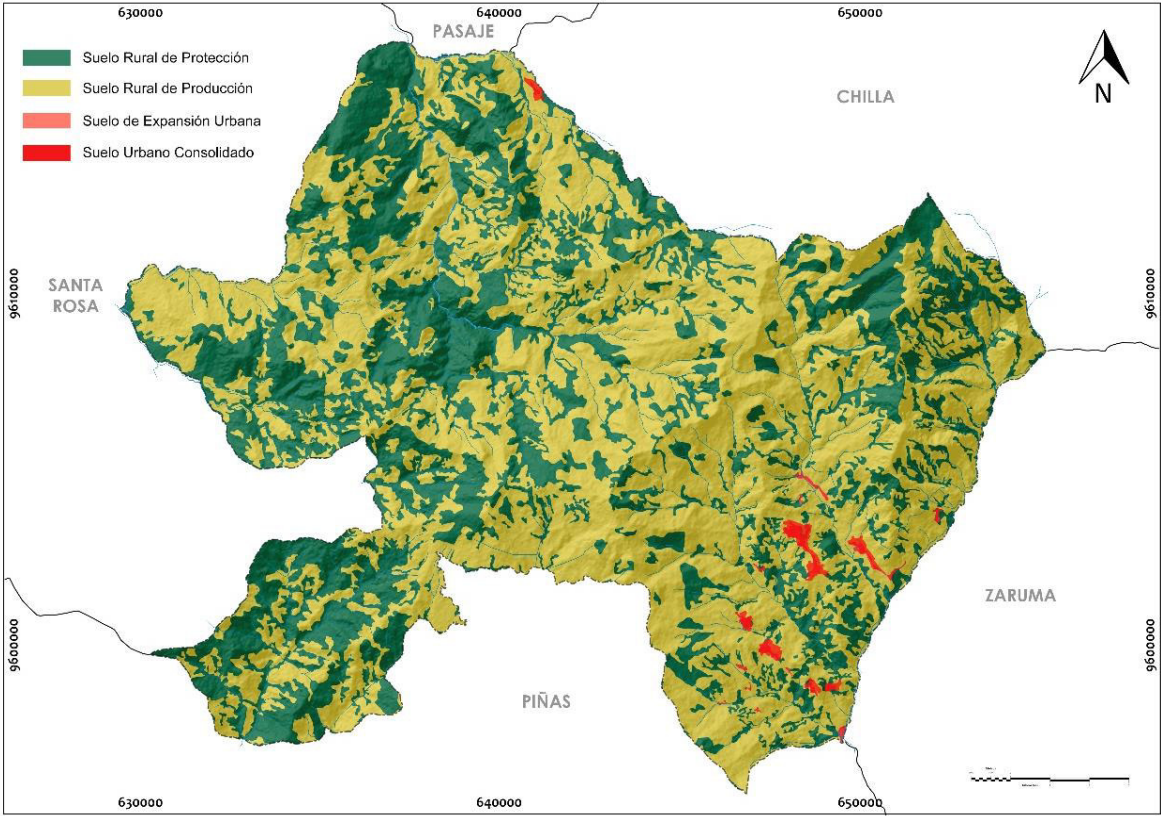 630000
640000
650000
PASAJE
Suelo Rural de Protección
Suelo Rural de Producción
Suelo de Expansión Urbana
Suelo Urbano Consolidado
CHILLA
N
SANTA
ROSA
9610000
9610000
ZARUMA
9600000
9600000
PIÑAS
630000
640000
650000